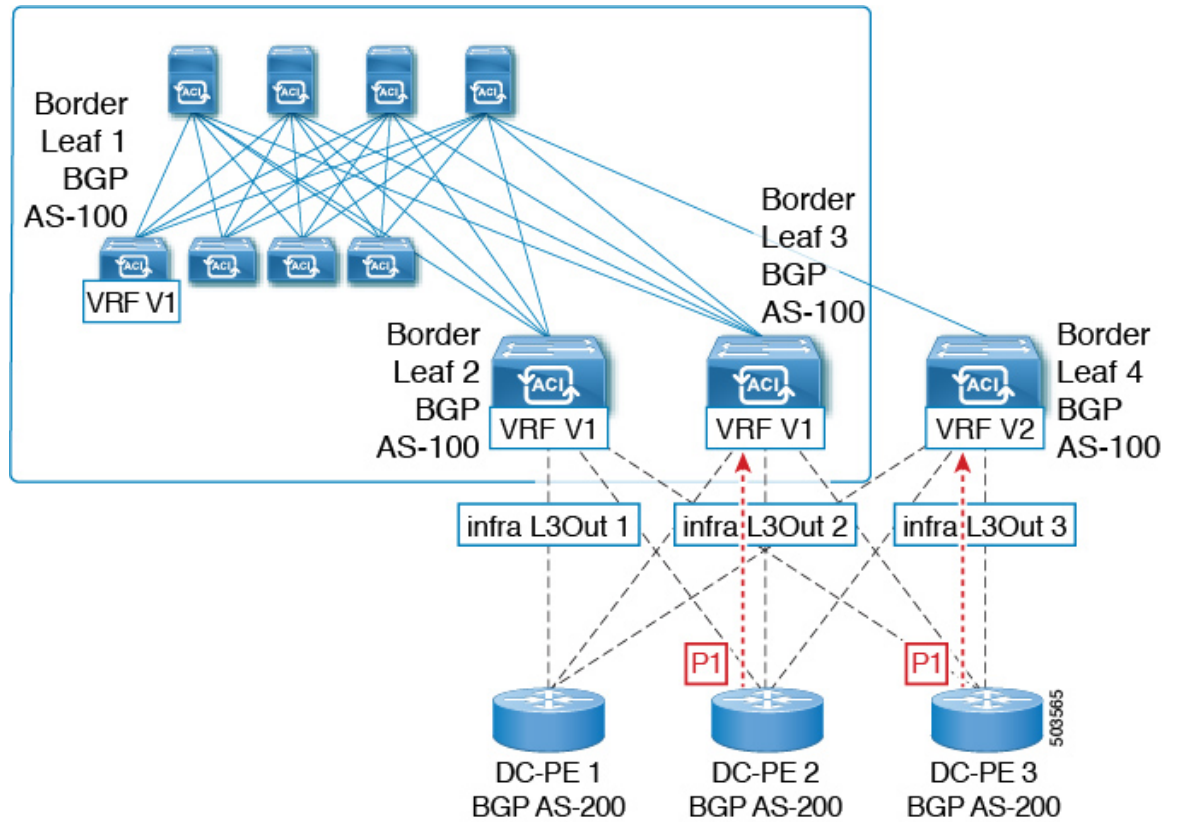 ACI
ACI
ACI
ACI
Border
Leaf 1
BGP
AS-100
ACI
ACI
ACI
ACI
VRF V1
Border
Leaf 2
BGP
AS-100
ACI
VRF V1
Border
Leaf 3
BGP
AS-100
ACI
VRF V1
ACI
VRF V2
Border
Leaf 4
BGP
AS-100
infra L3Out 1
infra L3Out 2
infra L3Out 3
P1
P1
503565
DC-PE 1
BGP AS-200
DC-PE 2
BGP AS-200
DC-PE 3
BGP AS-200